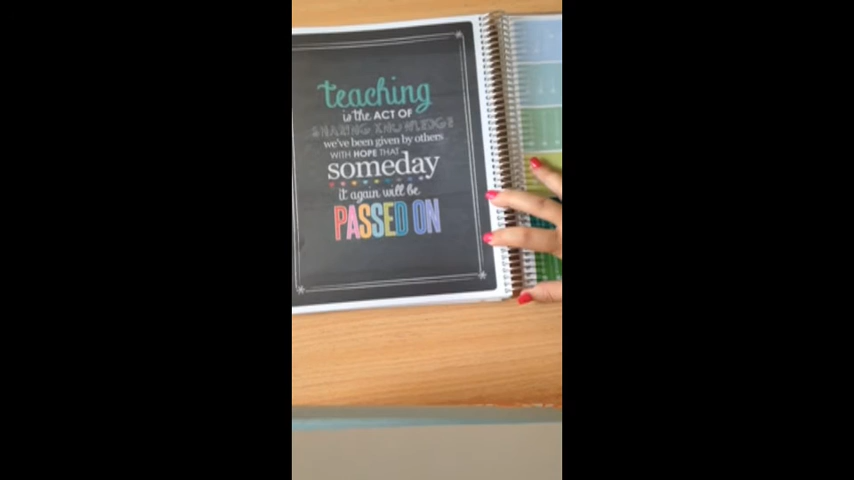 teaching
is the ACT OF
SHARING KNOWLEDGE
we've been given by others
WITH HOPE THAT
someday
it again will be
PASSED ON